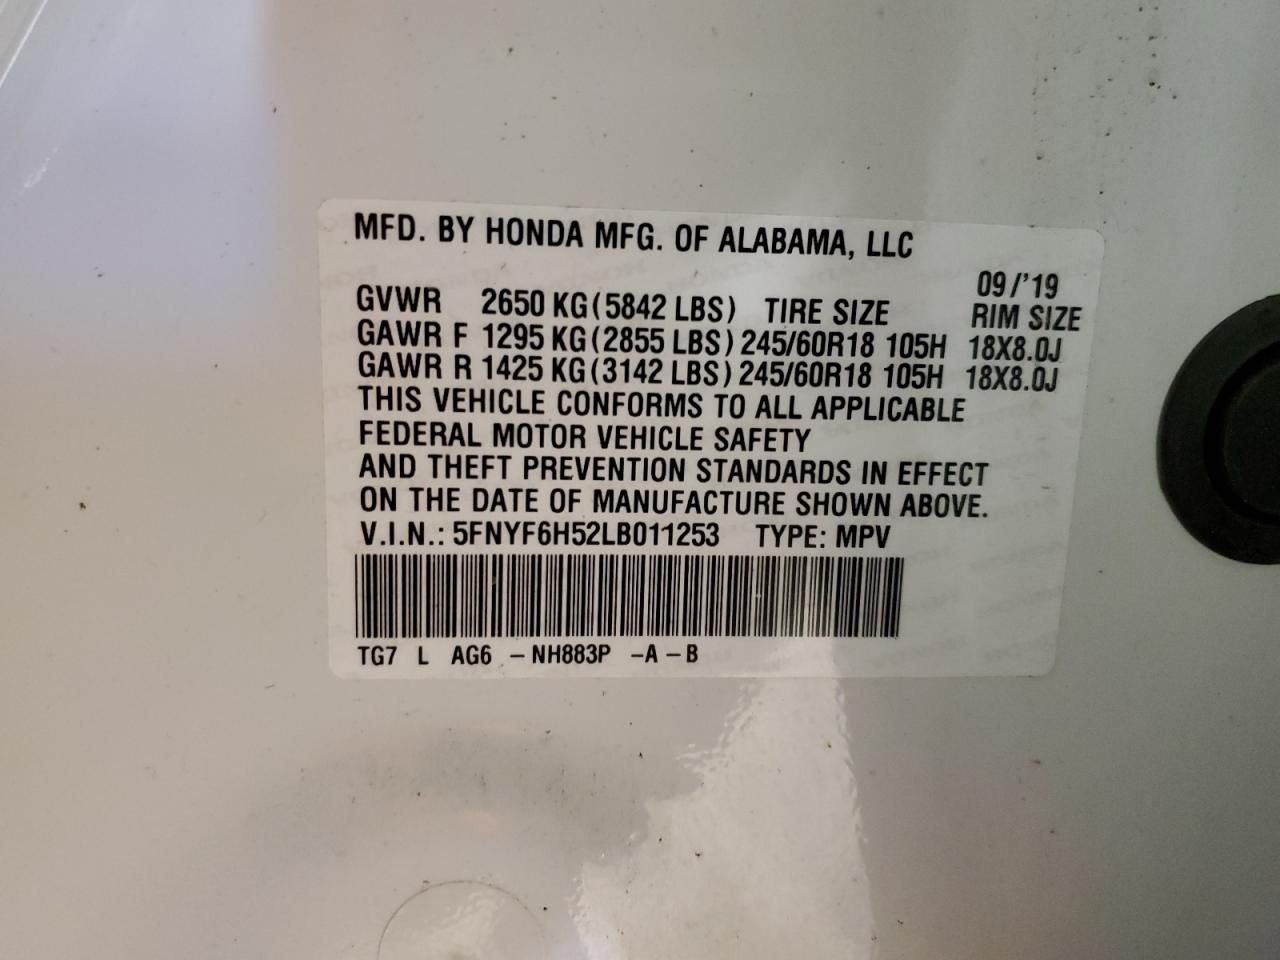 MFD. BY HONDA MFG. OF ALABAMA, LLC
09/'19
GVWR 2650 KG(5842 LBS) TIRE SIZE RIM SIZE
GAWR F 1295 KG(2855 LBS) 245/60R18 105H 18X8.0J
GAWR R 1425 KG(3142 LBS) 245/60R18 105H 18X8.0J
THIS VEHICLE CONFORMS TO ALL APPLICABLE
FEDERAL MOTOR VEHICLE SAFETY
AND THEFT PREVENTION STANDARDS IN EFFECT
ON THE DATE OF MANUFACTURE SHOWN ABOVE.
V.I.N.: 5FNYF6H52LB011253 TYPE: MPV
TG7 L AG6 -NH883P -A-B